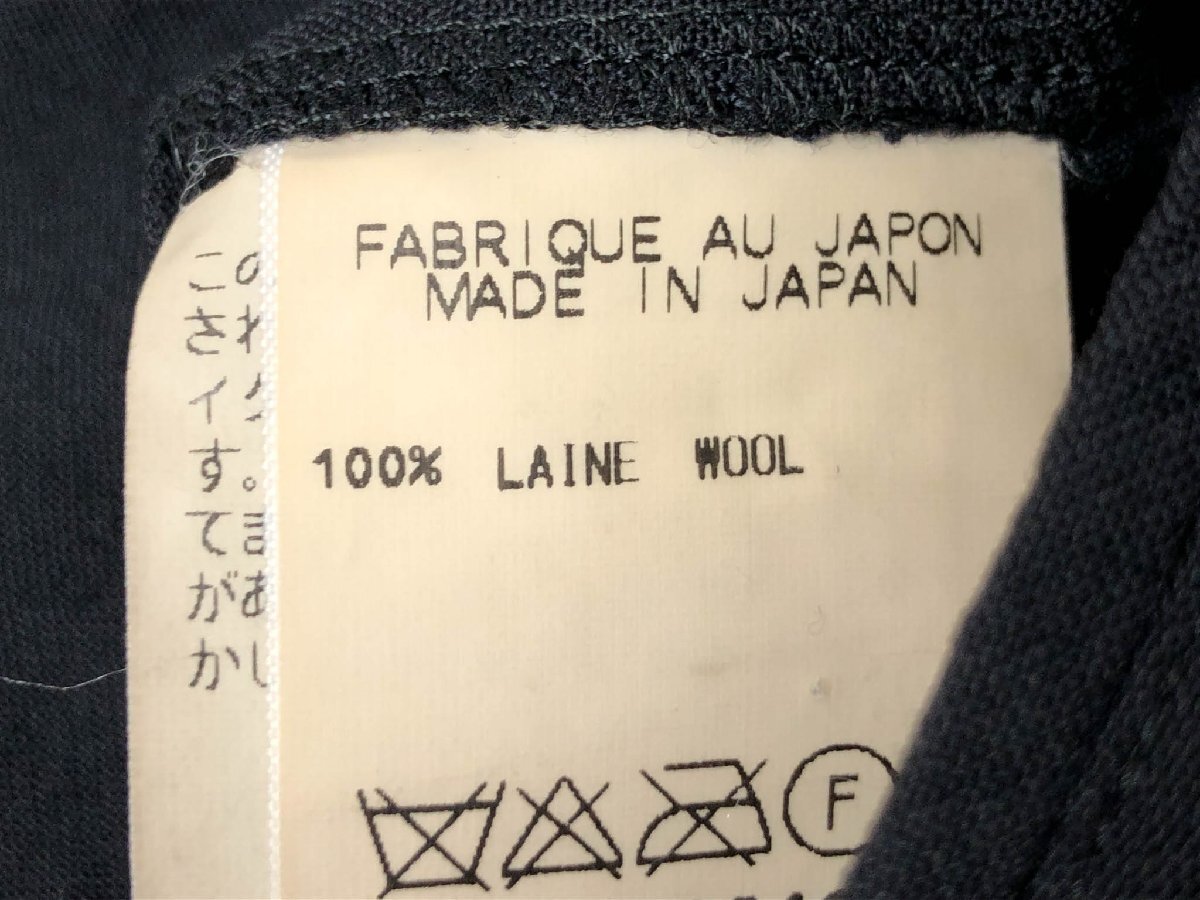 FABRIQUE AU JAPON
MADE IN JAPAN
100% LAINE WOOL
F
この
され
イ
す。
て
があ
かし